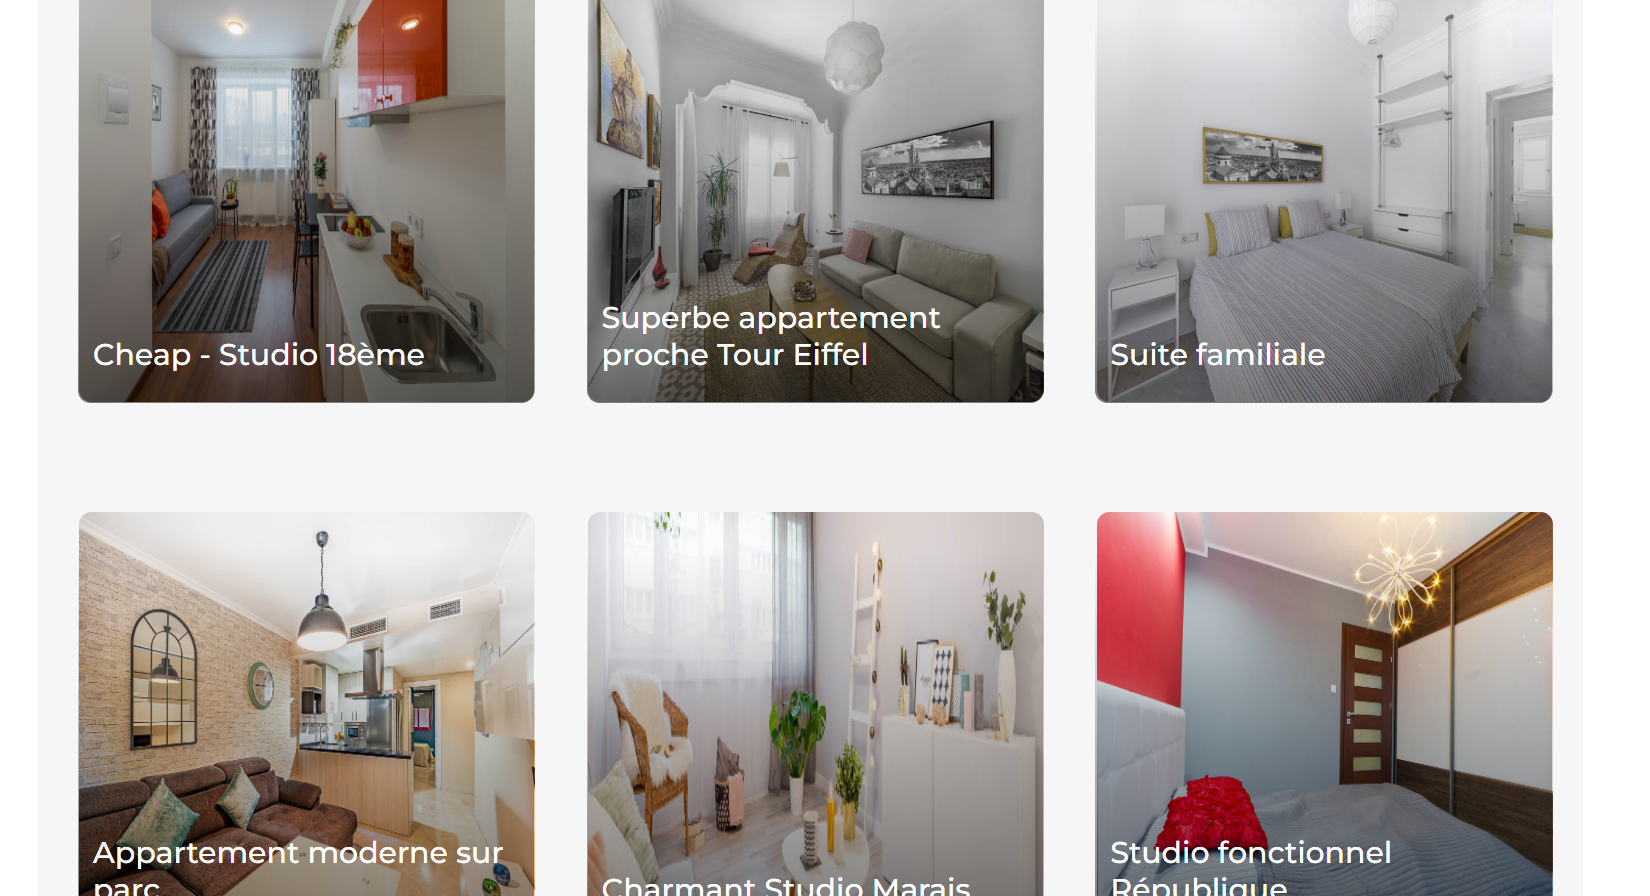 Cheap - Studio 18ème
Superbe appartement
proche Tour Eiffel
Suite familiale
Appartement moderne sur
parc
Charmant Studio Marais
Studio fonctionnel
République